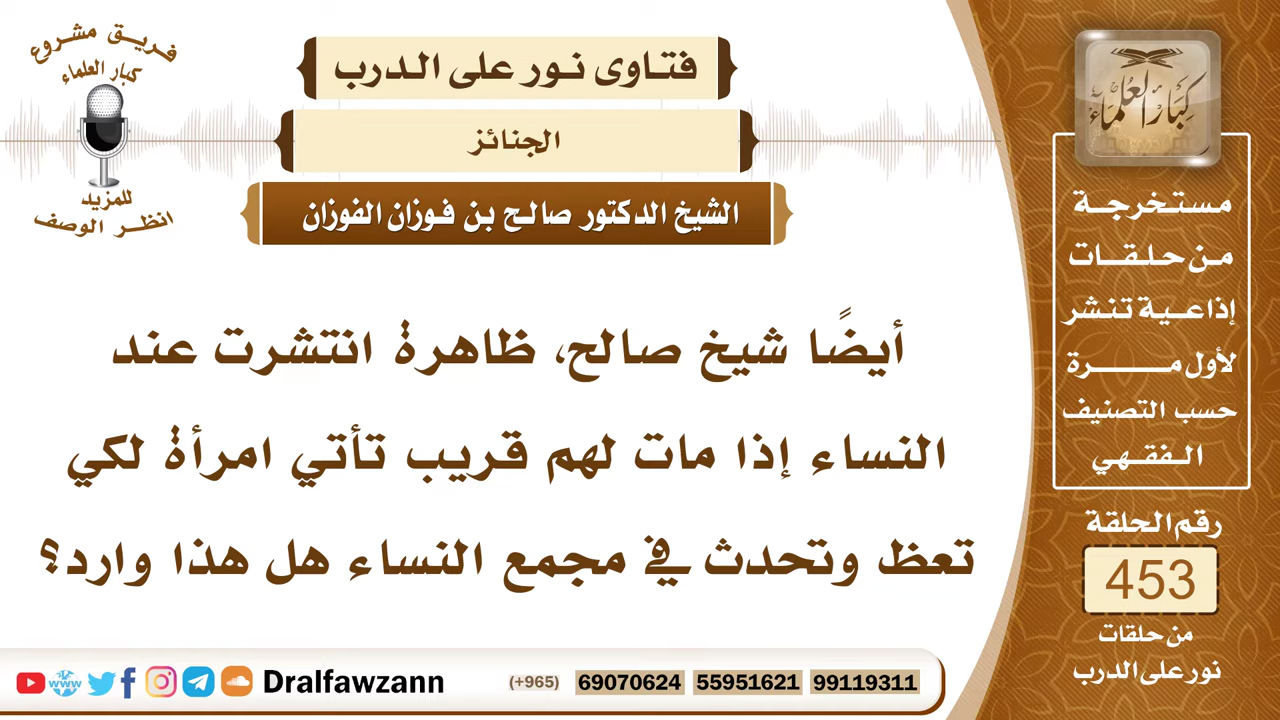 فريق مشروع
كبار العلماء
للمزيد
انظر الوصف
فتاوى نور على الدرب
الجنائز
الشيخ الدكتور صالح بن فوزان الفوزان
أيضًا شيخ صالح، ظاهرة انتشرت عند
النساء إذا مات لهم قريب تأتي امرأة لكي
تعظ وتحدث في مجمع النساء هل هذا وارد؟
كبار العلماء
مستخرجة
من حلقات
إذاعية تنشر
لأول مرة
حسب التصنيف
الفقهي
رقم الحلقة
453
من حلقات
نور على الدرب
www
Dralfawzann
(+965) 69070624 55951621 99119311